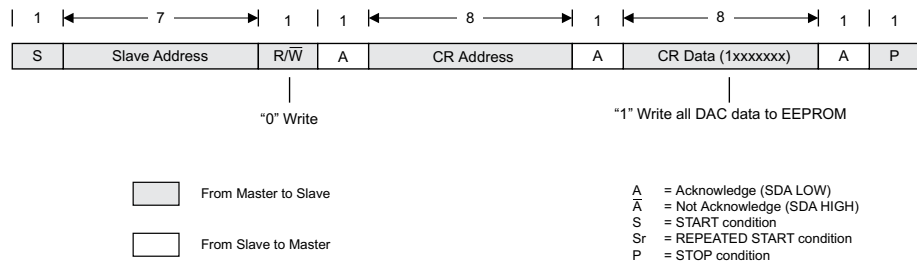 1 7 1 1 8 1 8 1 1
S Slave Address R/W̅ A CR Address A CR Data (1xxxxxxx) A P
“0” Write “1” Write all DAC data to EEPROM
From Master to Slave
From Slave to Master
A = Acknowledge (SDA LOW)
A̅ = Not Acknowledge (SDA HIGH)
S = START condition
Sr = REPEATED START condition
P = STOP condition